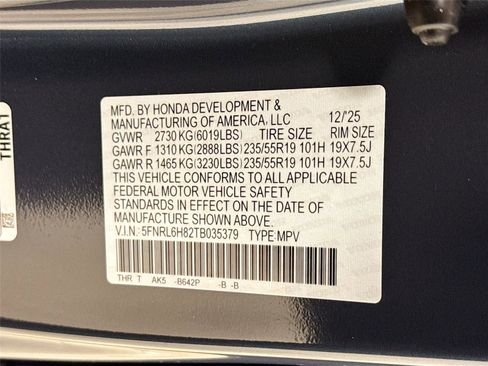 MFD. BY HONDA DEVELOPMENT &
MANUFACTURING OF AMERICA, LLC 12/'25
GVWR 2730 KG (6019LBS) TIRE SIZE RIM SIZE
GAWR F 1310 KG (2888LBS) 235/55R19 101H 19X7.5J
GAWR R 1465 KG (3230LBS) 235/55R19 101H 19X7.5J
THIS VEHICLE CONFORMS TO ALL APPLICABLE
FEDERAL MOTOR VEHICLE SAFETY
STANDARDS IN EFFECT ON THE DATE OF
MANUFACTURE SHOWN ABOVE.
V.I.N.: 5FNRL6H82TB035379 TYPE: MPV
THR T AK5 -B642P -B -B
THRA1